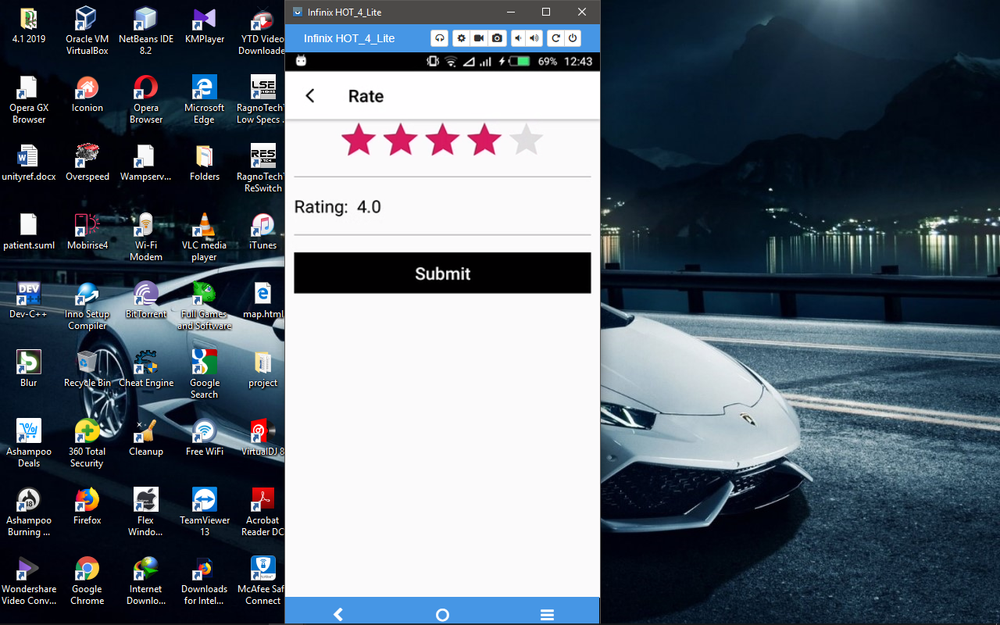 Infinix HOT_4_Lite
Infinix HOT_4_Lite
69% 12:43
Rate
Rating: 4.0
Submit
4.1 2019
Oracle VM
VirtualBox
NetBeans IDE
8.2
KMPlayer
YTD Video
Downloade
Opera GX
Browser
Iconion
Opera
Browser
Microsoft
Edge
LSE
RagnoTech
Low Specs .
unityref.docx
Overspeed
Wampserv...
Folders
RES
RagnoTech
ReSwitch
patient.suml
Mobirise4
Wi-Fi
Modem
VLC media
player
iTunes
DEV
Dev-C++
Inno Setup
Compiler
BitTorrent
Full Games
and Software
map.html
Blur
Recycle Bin
Cheat Engine
Google
Search
project
Ashampoo
Deals
360 Total
Security
Cleanup
Free WiFi
VirtualDJ 8
18
Ashampoo
Burning ...
Firefox
Flex
Windo...
TeamViewer
13
Acrobat
Reader DC
Wondershare
Video Conv...
Google
Chrome
Internet
Downlo...
Downloads
for Intel...
McAfee Saf
Connect